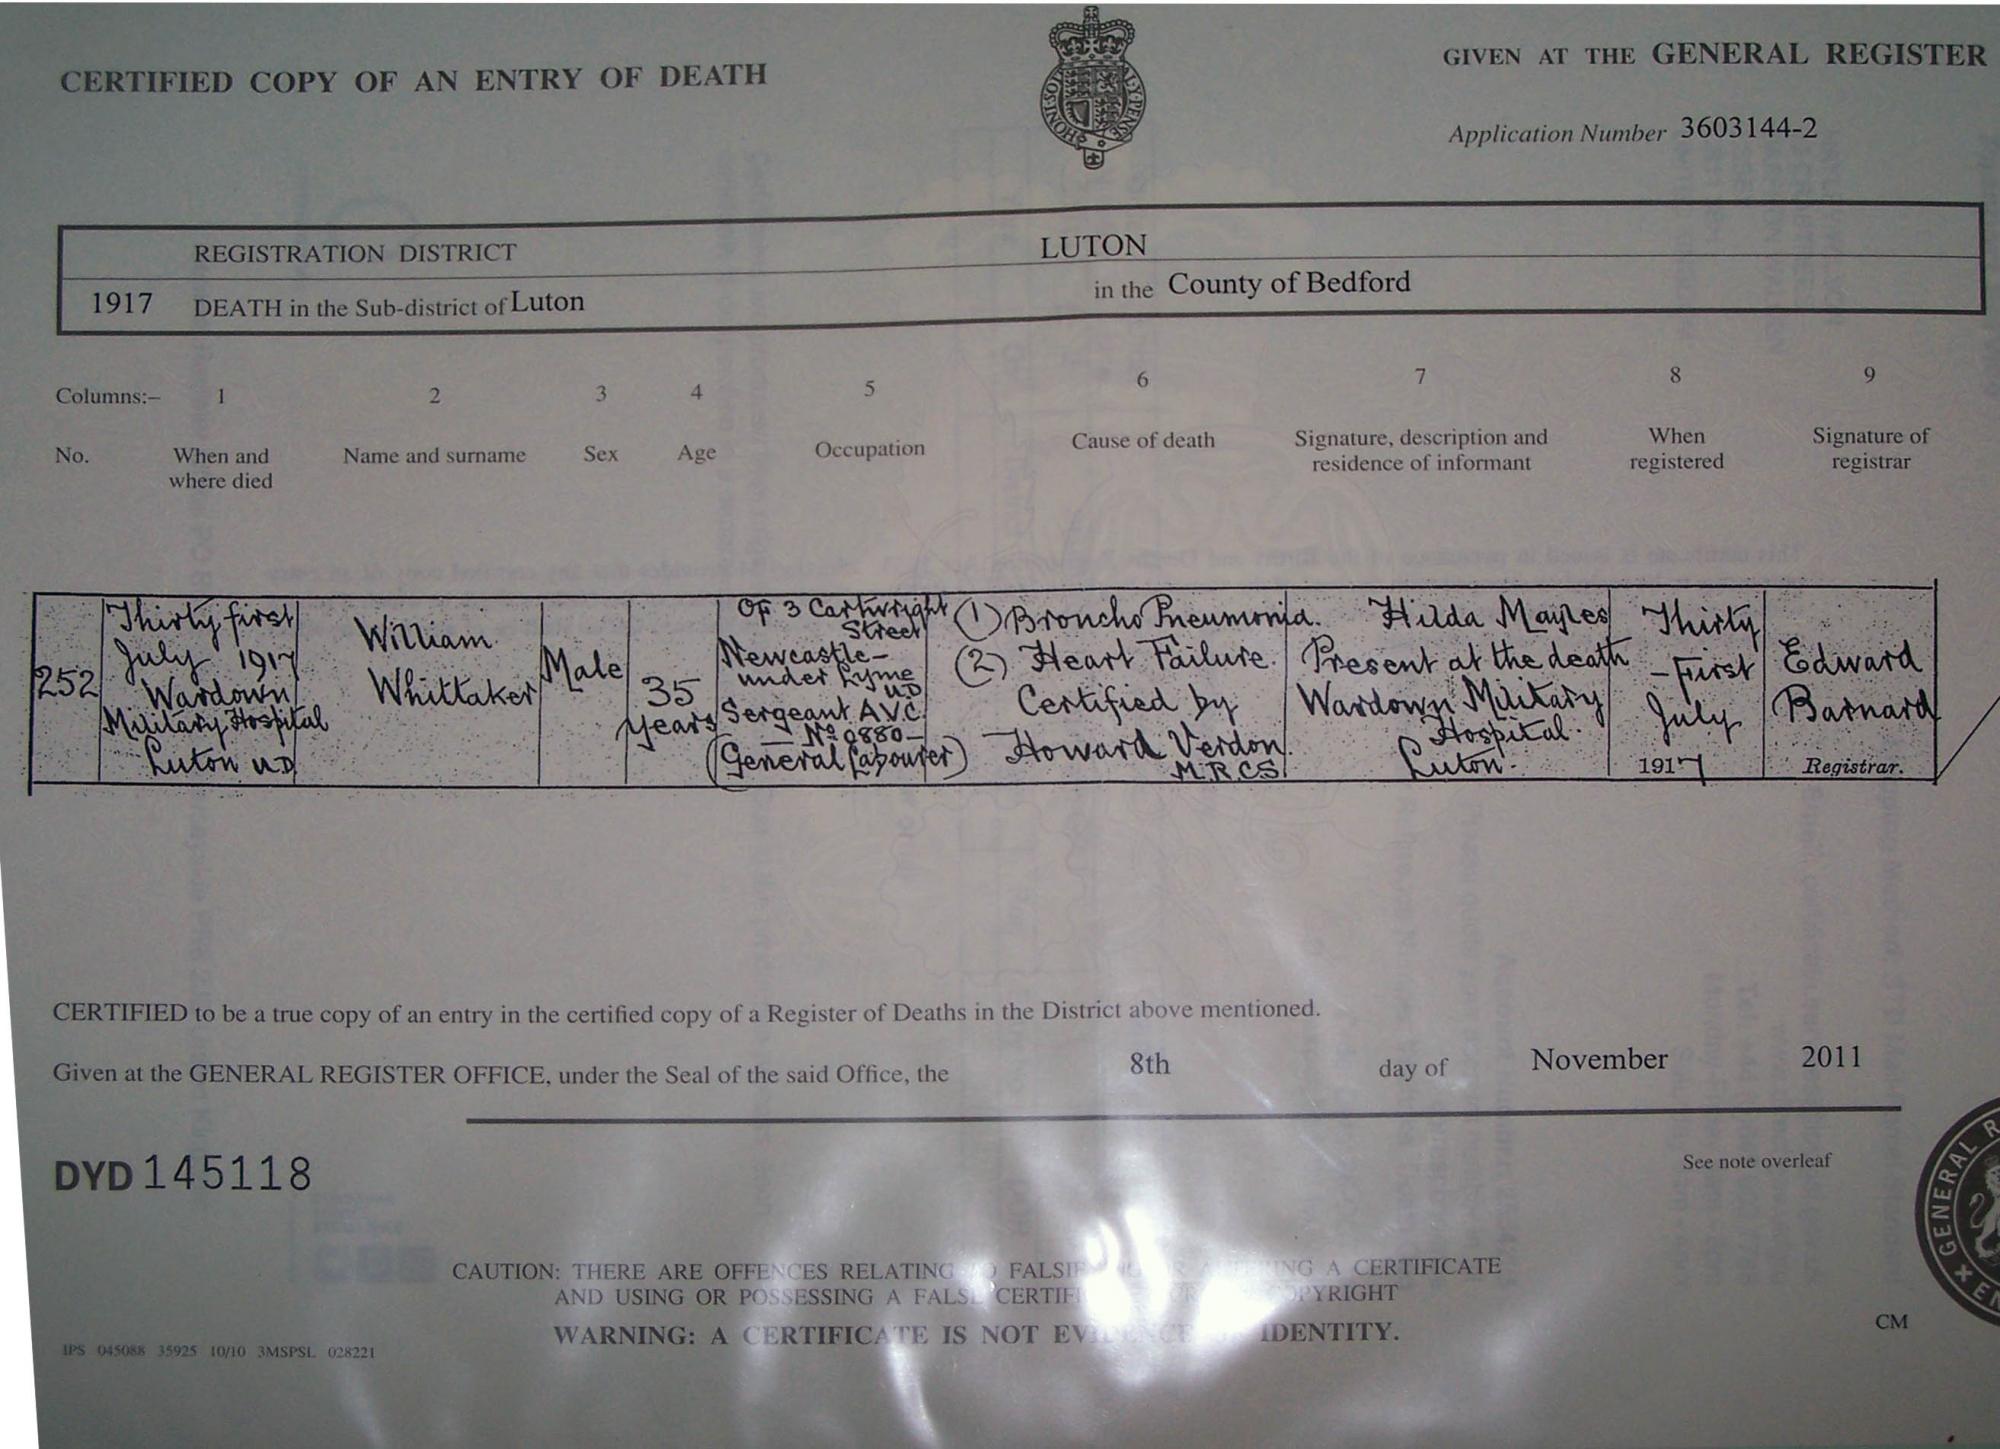 CERTIFIED COPY OF AN ENTRY OF DEATH
GIVEN AT THE GENERAL REGISTER
Application Number 3603144-2
REGISTRATION DISTRICT LUTON
1917 DEATH in the Sub-district of Luton in the County of Bedford
Columns:– 1 2 3 4 5 6 7 8 9
No.
When and
where died
Name and surname
Sex
Age
Occupation
Cause of death
Signature, description and
residence of informant
When
registered
Signature of
registrar
252
Thirty first
July 1917
Wardown
Military Hospital
Luton U.D
William
Whittaker
Male
35
years
Of 3 Cartwright
Street
Newcastle-
under Lyme
U.D
Sergeant A.V.C.
– No 9880 –
(General Labourer)
(1) Broncho Pneumonia.
(2) Heart Failure.
Certified by
Howard Verdon.
M.R.C.S
Hilda Mayles
Present at the death
Wardown Military
Hospital.
Luton.
Thirty
-First
July
1917
Edward
Barnard
Registrar.
CERTIFIED to be a true copy of an entry in the certified copy of a Register of Deaths in the District above mentioned.
Given at the GENERAL REGISTER OFFICE, under the Seal of the said Office, the 8th day of November 2011
DYD 145118
See note overleaf
GENERAL R
CAUTION: THERE ARE OFFENCES RELATING TO FALSIFYING OR ALTERING A CERTIFICATE
AND USING OR POSSESSING A FALSE CERTIFICATE COPYRIGHT
WARNING: A CERTIFICATE IS NOT EVIDENCE OF IDENTITY.
CM
IPS 045088 35925 10/10 3MSPSL 028221